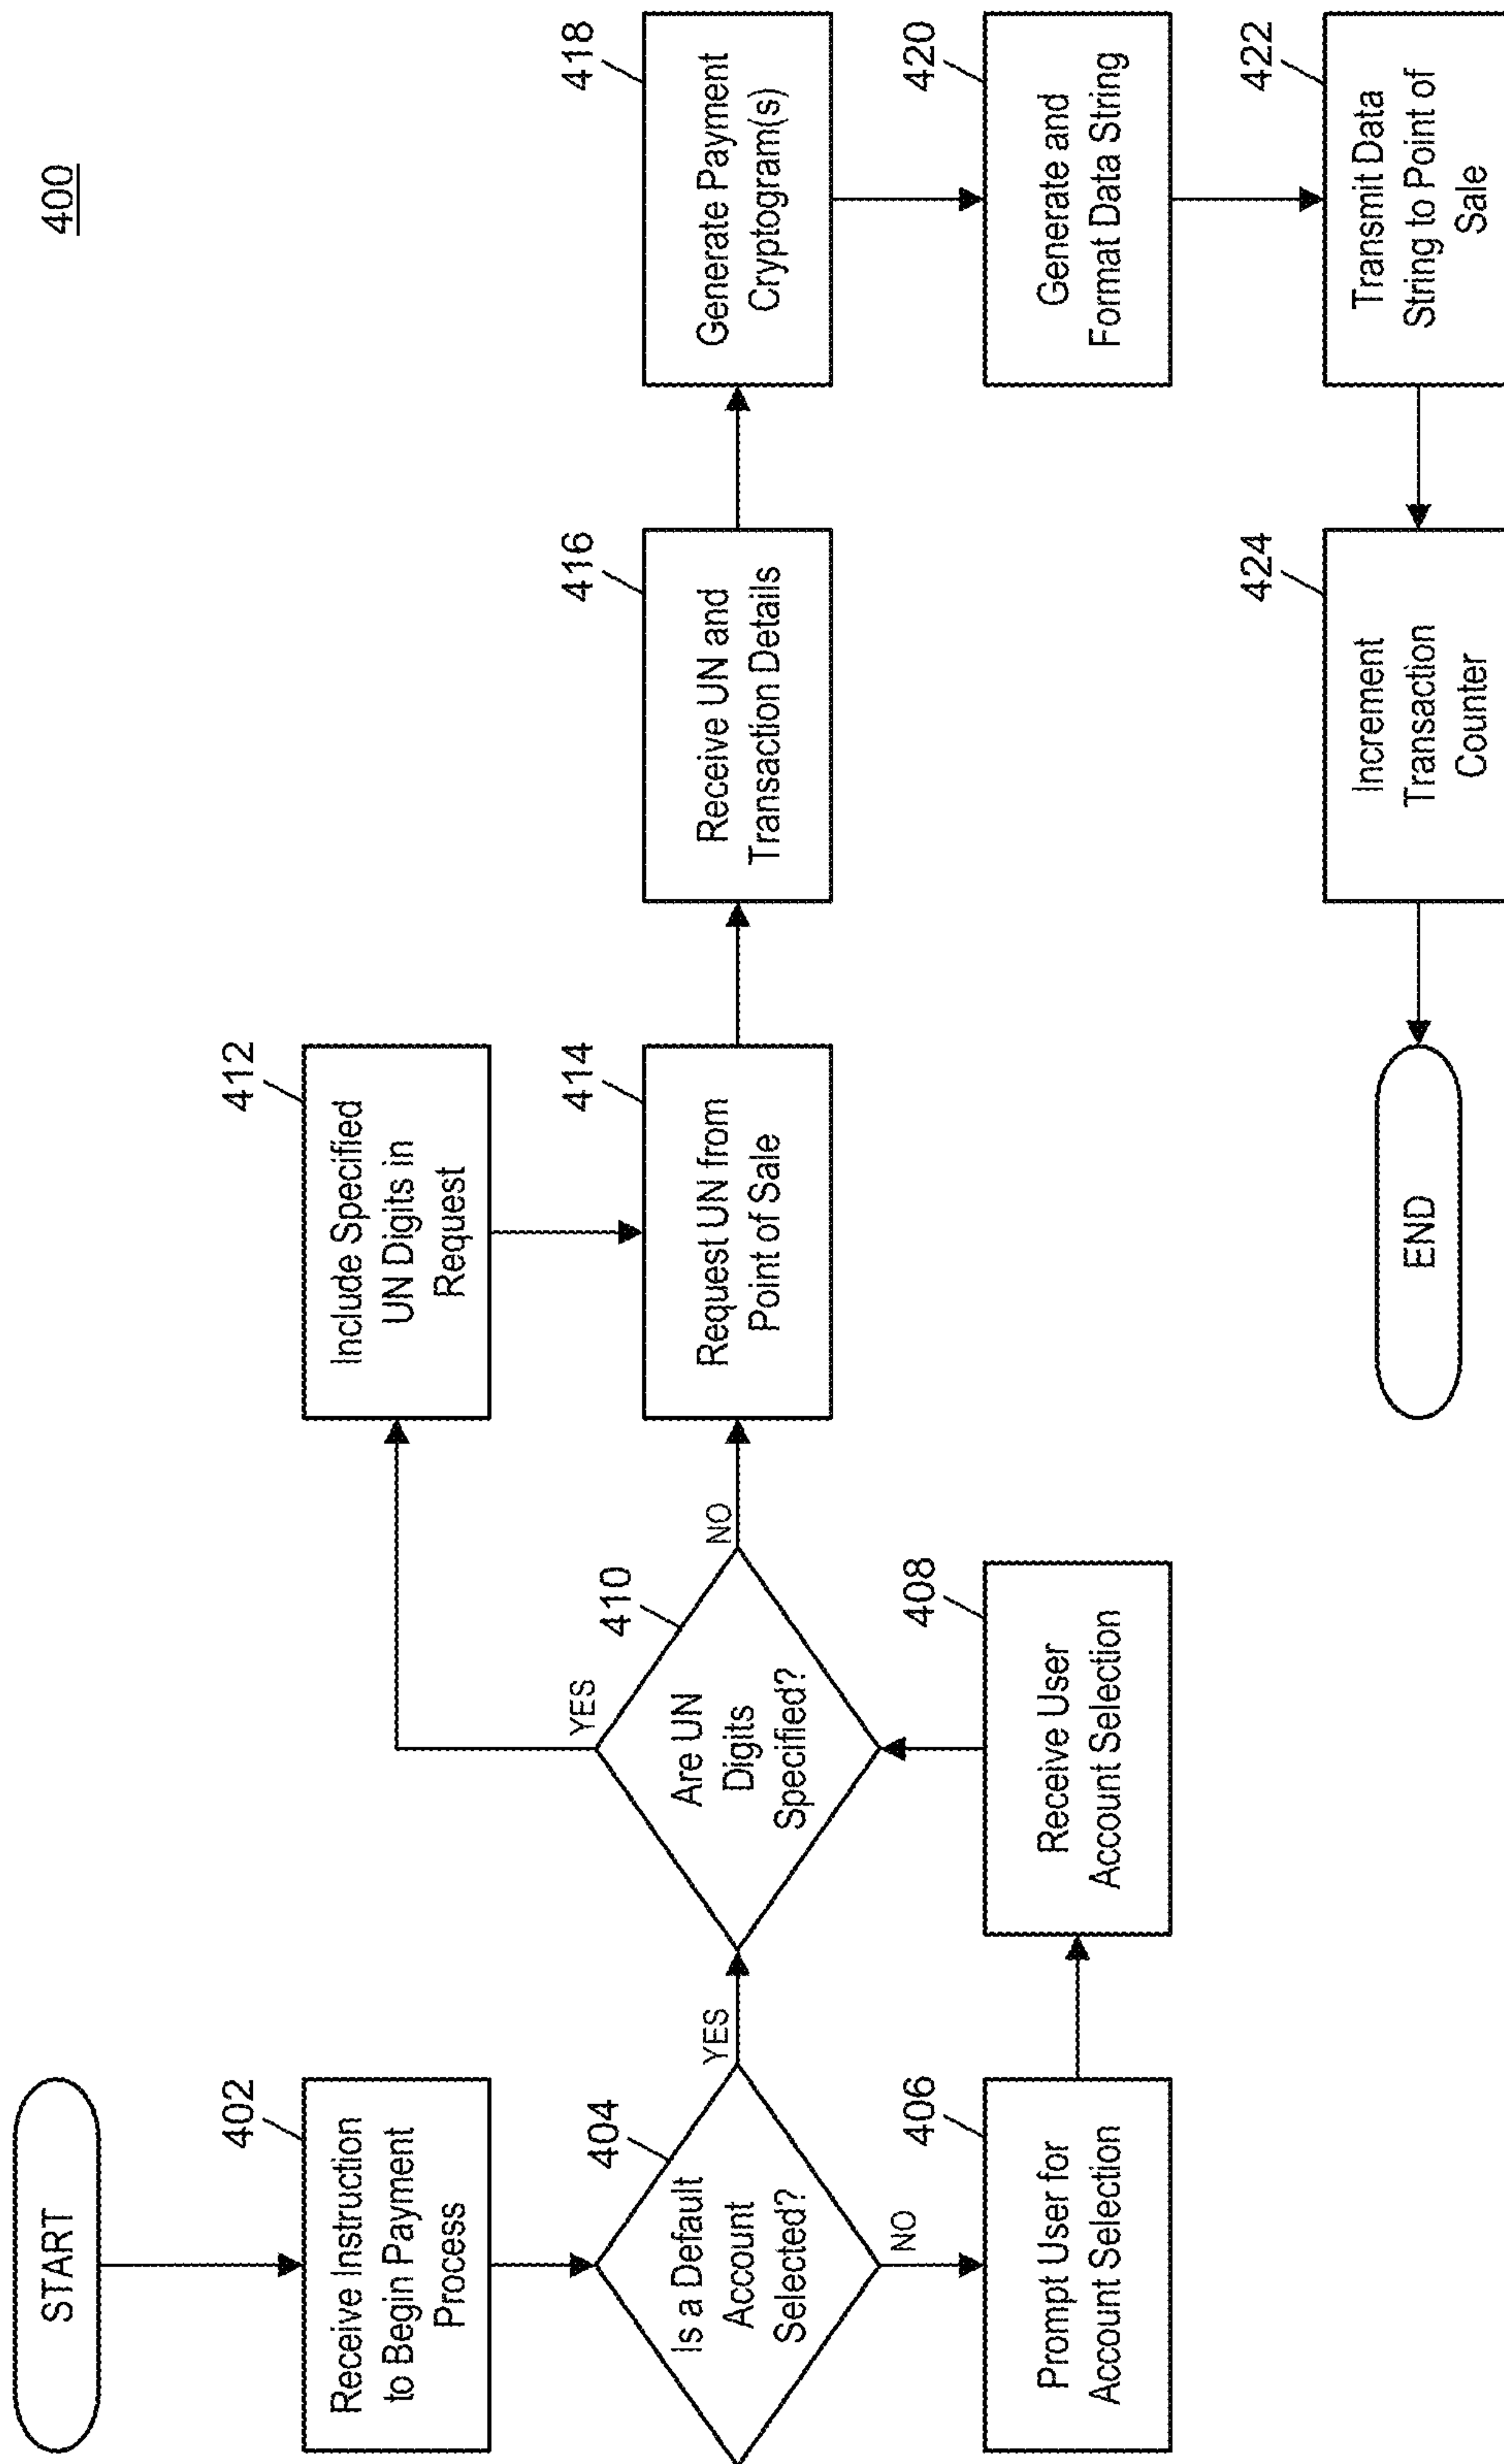 400
START
402
Receive Instruction
to Begin Payment
Process
404
Is a Default
Account
Selected?
YES
NO
406
Prompt User for
Account Selection
408
Receive User
Account Selection
410
Are UN
Digits
Specified?
YES
NO
412
Include Specified
UN Digits in
Request
414
Request UN from
Point of Sale
416
Receive UN and
Transaction Details
418
Generate Payment
Cryptogram(s)
420
Generate and
Format Data String
422
Transmit Data
String to Point of
Sale
424
Increment
Transaction
Counter
END